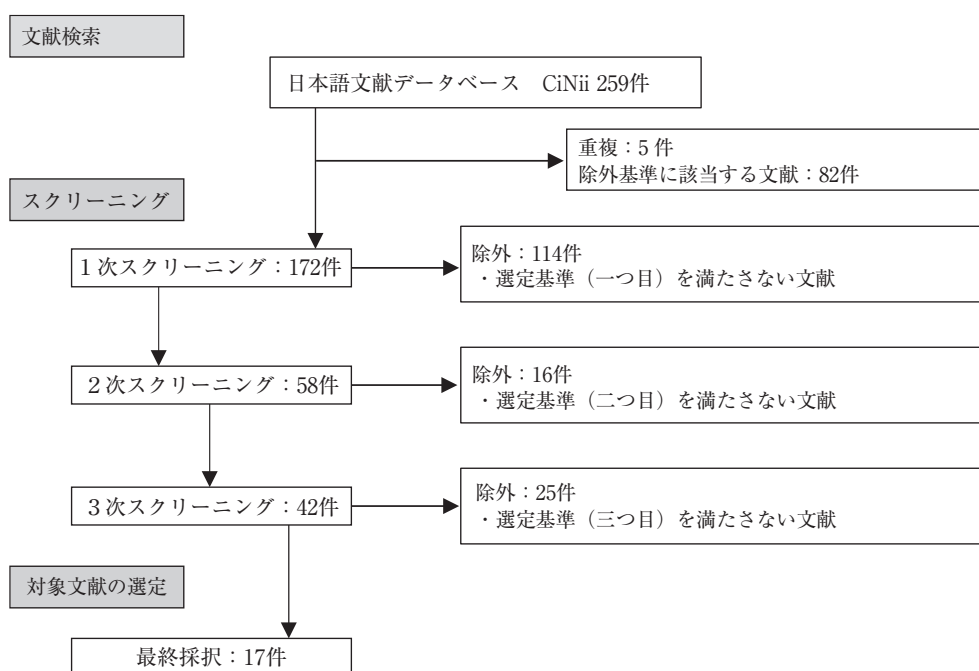 文献検索
日本語文献データベース　CiNii 259件
重複：5 件
除外基準に該当する文献：82件
スクリーニング
1 次スクリーニング：172件
除外：114件
・選定基準（一つ目）を満たさない文献
2 次スクリーニング：58件
除外：16件
・選定基準（二つ目）を満たさない文献
3 次スクリーニング：42件
除外：25件
・選定基準（三つ目）を満たさない文献
対象文献の選定
最終採択：17件